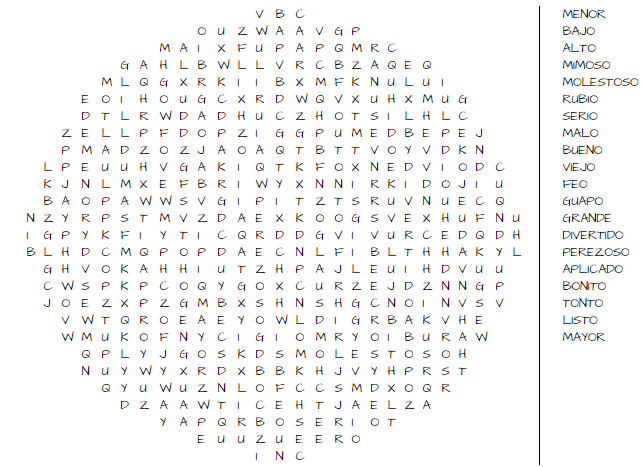 V B C
O U Z W A A V G P
M A I X F U P A P Q M R C
G A H L B W L L V R C B Z A Q E Q
M L Q G X R K I I B X M F K N U L U I
E O I H O U G C X R D W Q V X U H X M U G
D T L R W D A D H U C Z H O T S I L H L C
Z E L L P F D O P Z I G G P U M E D B E P E J
P M A D Z O Z J A O A Q T B T T V O Y V D K N
L P E U U H V G A K I Q T K F O X N E D V I O D C
K J N L M X E F B R I W Y X N N I R K I D O J I U
B A O P A W W S V G I P I T Z T S R U V N U E C Q
N Z Y R P S T M V Z D A E X K O O G S V E X H U F N U
I G P Y K F I Y T I C Q R D D G V I V U R C E D Q D H
B L H D C M Q P O P D A E C N L F I B L T H H A K Y L
G H V O K A H H I U T Z H P A J L E U I H D V U U
C W S P K P C O Q Y G O X C U R Z E J D Z N N G P
J O E Z X P Z G M B X S H N S H G C N O I N V S V
V W T Q R O E A E Y O W L D I G R B A K V H E
W M U K O F N Y C I G I O M R Y O I B U R A W
Q P L Y J G O S K D S M O L E S T O S O H
N U Y W Y X R D X B B K H J V Y H P R S T
Q Y U W U Z N L O F C C S M D X O Q R
D Z A A W T I C E H T J A E L Z A
Y A P Q R B O S E R I O T
E U U Z U E E R O
I N C
MENOR
BAJO
ALTO
MIMOSO
MOLESTOSO
RUBIO
SERIO
MALO
BUENO
VIEJO
FEO
GUAPO
GRANDE
DIVERTIDO
PEREZOSO
APLICADO
BONITO
TONTO
LISTO
MAYOR